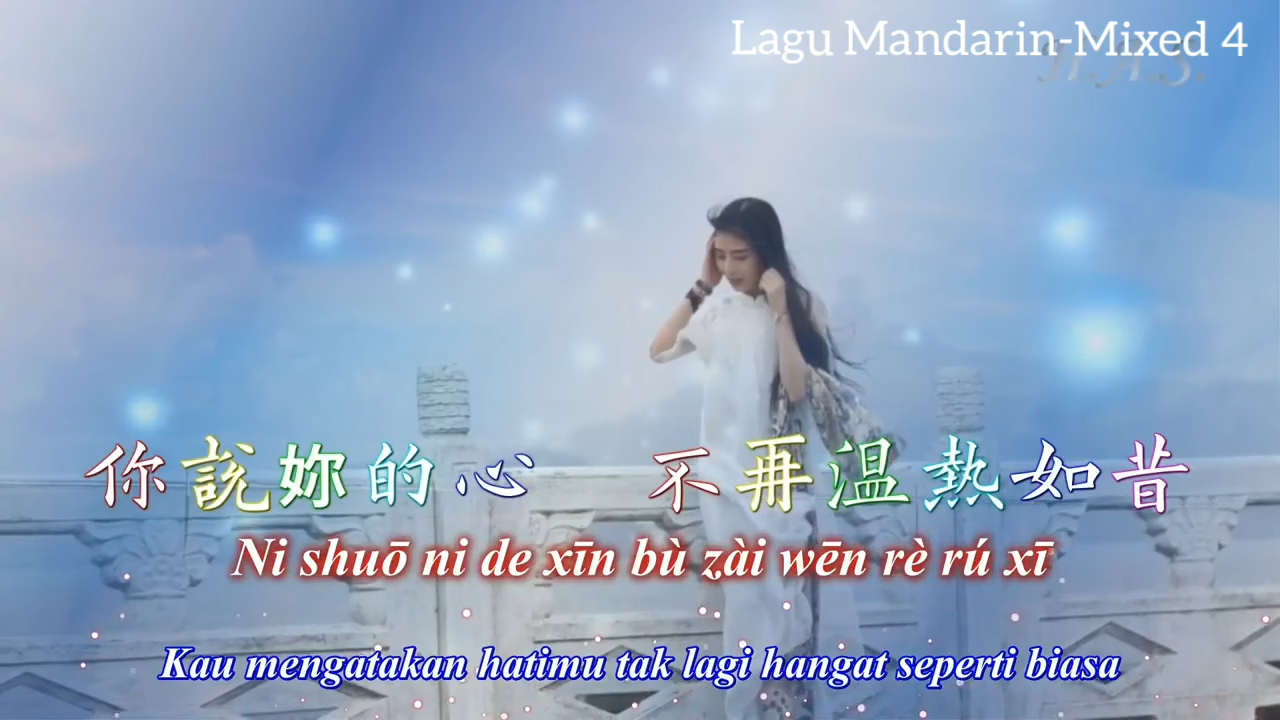 Lagu Mandarin-Mixed 4
H.A.S.
你說妳的心 不再溫熱如昔
Ni shuō ni de xīn bù zài wēn rè rú xī
Kau mengatakan hatimu tak lagi hangat seperti biasa